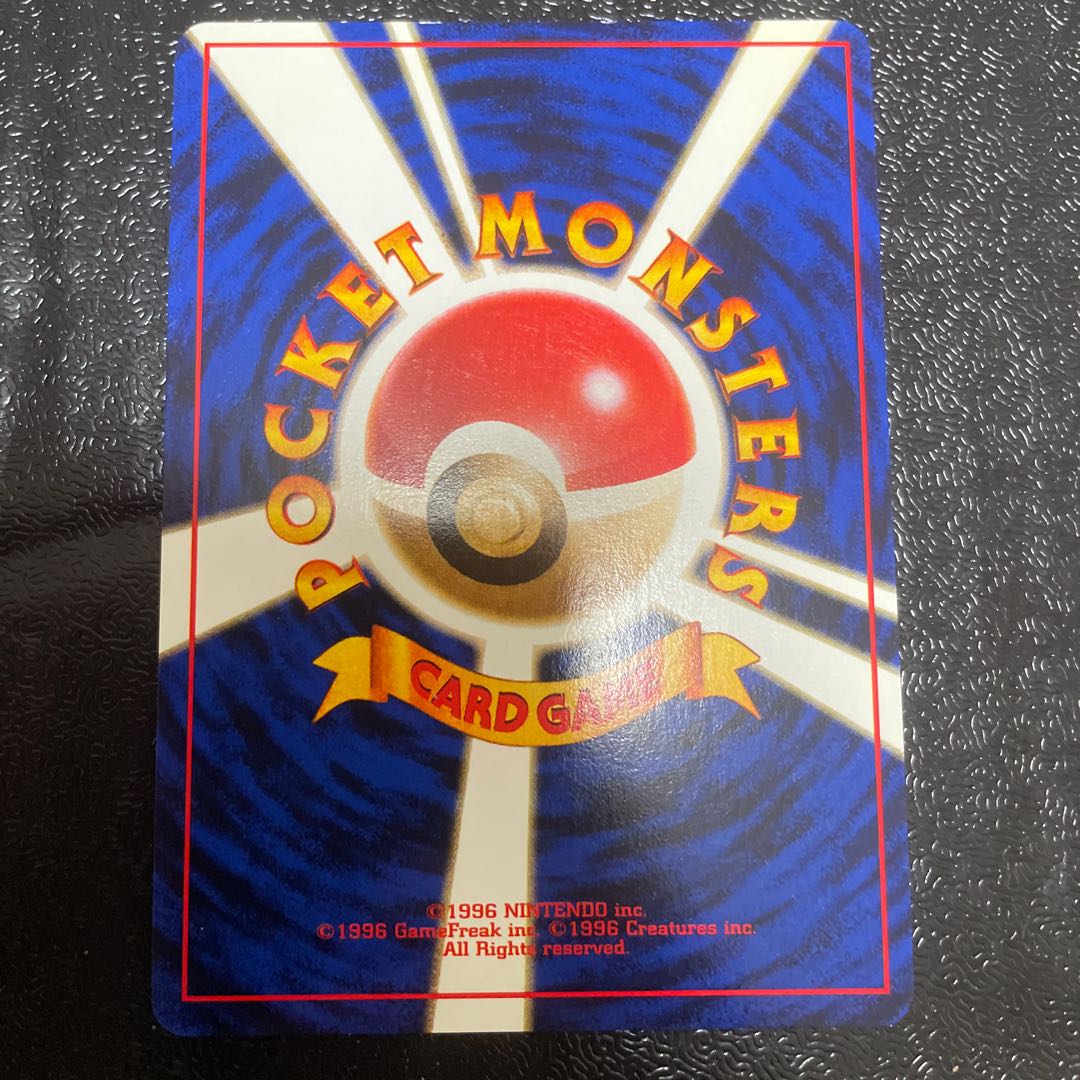 POCKET MONSTERS
CARD GAME
©1996 NINTENDO inc.
©1996 GameFreak inc. ©1996 Creatures inc.
All Rights reserved.